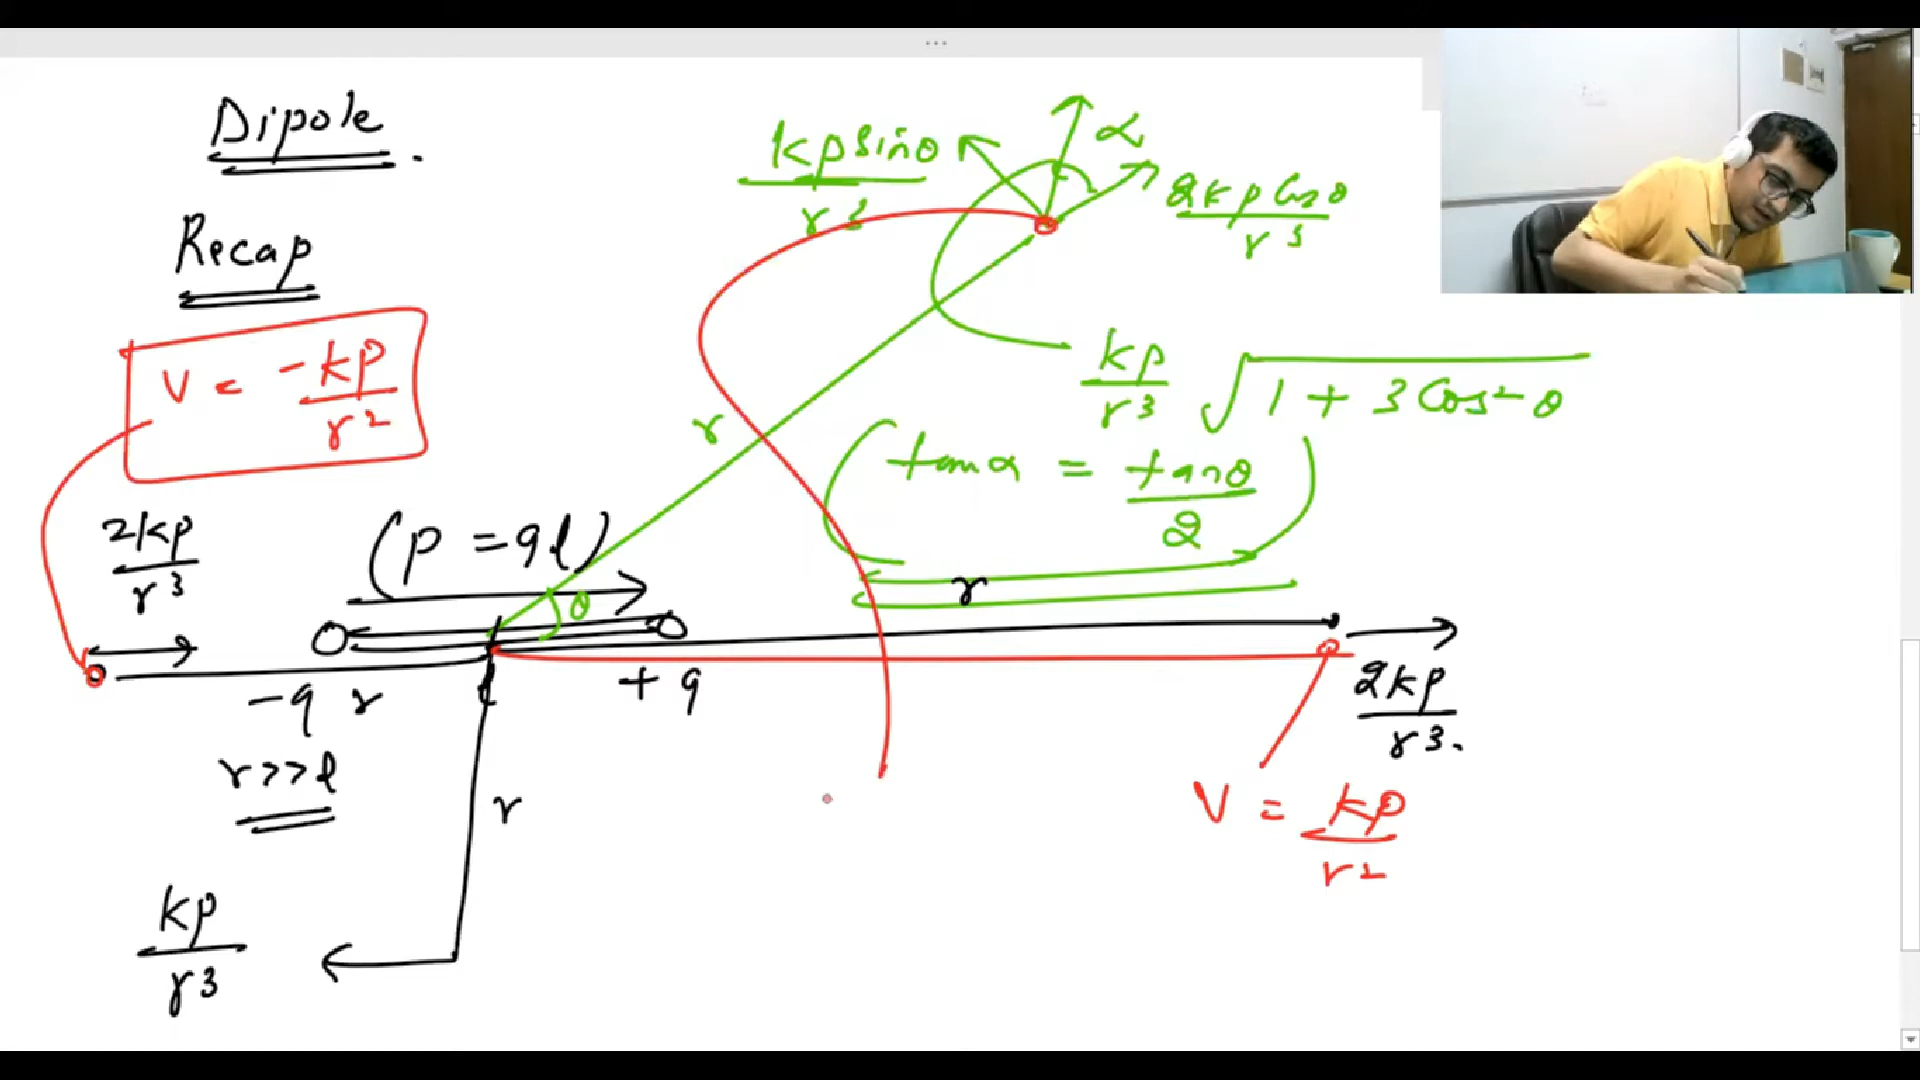 Dipole.
Recap
V = -kp/r²
kp sinθ/r³
α
2kp cosθ/r³
kp/r³ √1 + 3cos²θ
(tanα = tanθ/2)
r
2kp/r³
(p = ql)
θ
r
-q r l +q
2kp/r³.
r>>l
r
V = kp/r²
kp/r³